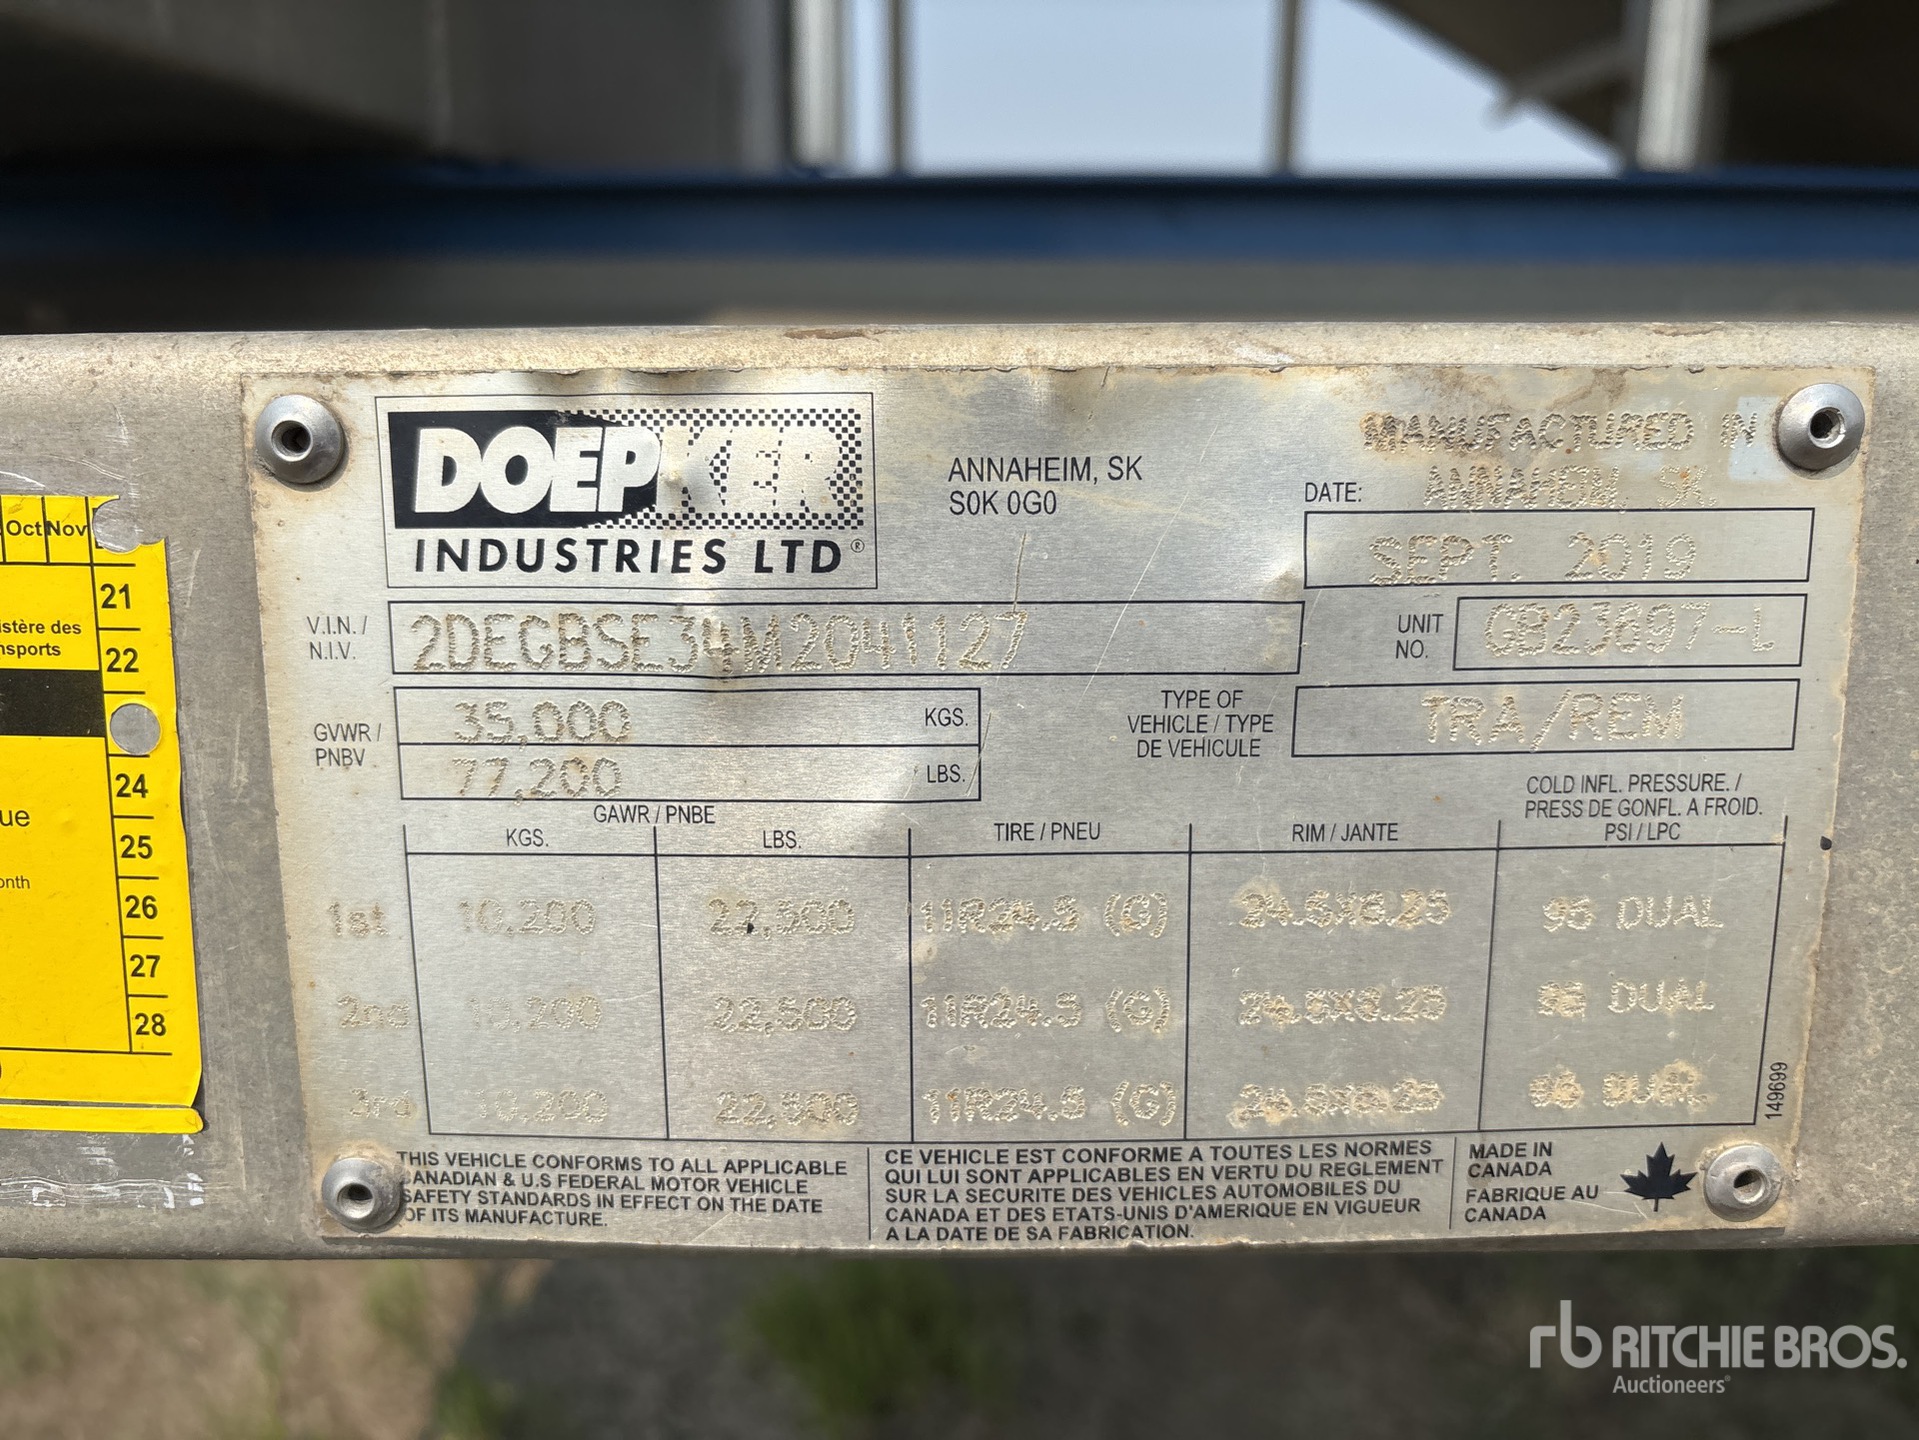 DOEPKER
INDUSTRIES LTD®
ANNAHEIM, SK
S0K 0G0
MANUFACTURED IN
ANNAHEIM, SK.
DATE:
SEPT. 2019
V.I.N. /
N.I.V.
2DEGBSE34M2041127
UNIT
NO.
GB23697-L
GVWR /
PNBV
35,000 KGS.
77,200 LBS.
TYPE OF
VEHICLE / TYPE
DE VEHICULE
TRA/REM
GAWR / PNBE
COLD INFL. PRESSURE. /
PRESS DE GONFL. A FROID.
KGS. LBS. TIRE / PNEU RIM / JANTE PSI / LPC
1st 10,200 22,500 11R24.5 (G) 24.5X8.25 95 DUAL
2nd 10,200 22,500 11R24.5 (G) 24.5X8.25 95 DUAL
3rd 10,200 22,500 11R24.5 (G) 24.5X8.25 95 DUAL
149699
THIS VEHICLE CONFORMS TO ALL APPLICABLE
CANADIAN & U.S FEDERAL MOTOR VEHICLE
SAFETY STANDARDS IN EFFECT ON THE DATE
OF ITS MANUFACTURE.
CE VEHICLE EST CONFORME A TOUTES LES NORMES
QUI LUI SONT APPLICABLES EN VERTU DU REGLEMENT
SUR LA SECURITE DES VEHICLES AUTOMOBILES DU
CANADA ET DES ETATS-UNIS D'AMERIQUE EN VIGUEUR
A LA DATE DE SA FABRICATION.
MADE IN
CANADA
FABRIQUE AU
CANADA
Oct Nov
21
22
24
25
26
27
28
rb RITCHIE BROS.
Auctioneers®